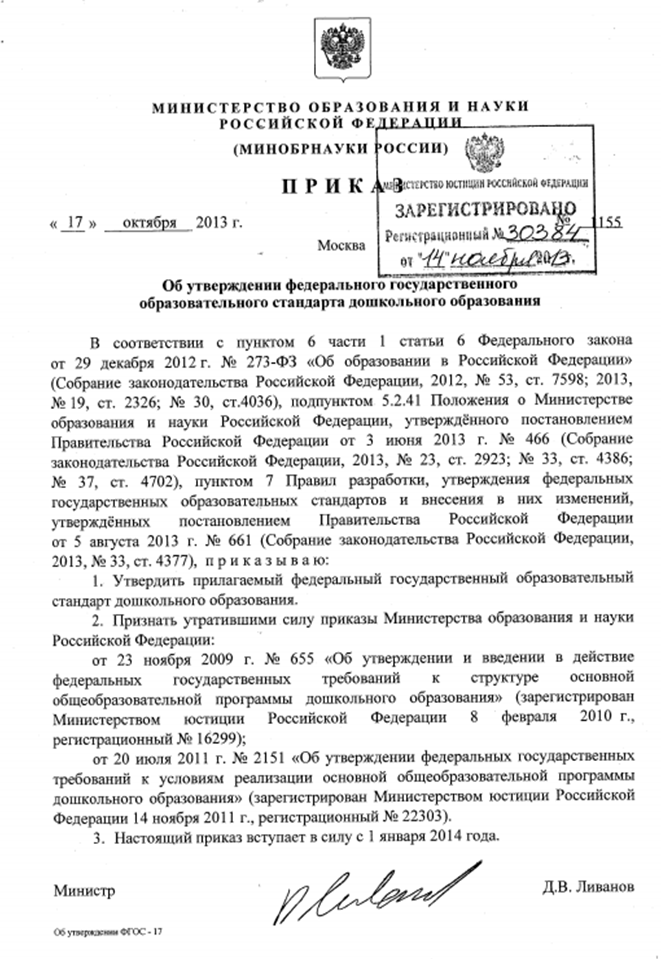 МИНИСТЕРСТВО ОБРАЗОВАНИЯ И НАУКИ
РОССИЙСКОЙ ФЕДЕРАЦИИ
(МИНОБРНАУКИ РОССИИ)
П Р И К А З
МИНИСТЕРСТВО ЮСТИЦИИ РОССИЙСКОЙ ФЕДЕРАЦИИ
ЗАРЕГИСТРИРОВАНО
Регистрационный № 30384
от "14" ноября 2013г.
« 17 » октября 2013 г.
№ 1155
Москва
Об утверждении федерального государственного
образовательного стандарта дошкольного образования
В соответствии с пунктом 6 части 1 статьи 6 Федерального закона
от 29 декабря 2012 г. № 273-ФЗ «Об образовании в Российской Федерации»
(Собрание законодательства Российской Федерации, 2012, № 53, ст. 7598; 2013,
№ 19, ст. 2326; № 30, ст.4036), подпунктом 5.2.41 Положения о Министерстве
образования и науки Российской Федерации, утверждённого постановлением
Правительства Российской Федерации от 3 июня 2013 г. № 466 (Собрание
законодательства Российской Федерации, 2013, № 23, ст. 2923; № 33, ст. 4386;
№ 37, ст. 4702), пунктом 7 Правил разработки, утверждения федеральных
государственных образовательных стандартов и внесения в них изменений,
утверждённых постановлением Правительства Российской Федерации
от 5 августа 2013 г. № 661 (Собрание законодательства Российской Федерации,
2013, № 33, ст. 4377), п р и к а з ы в а ю:
1. Утвердить прилагаемый федеральный государственный образовательный
стандарт дошкольного образования.
2. Признать утратившими силу приказы Министерства образования и науки
Российской Федерации:
от 23 ноября 2009 г. № 655 «Об утверждении и введении в действие
федеральных государственных требований к структуре основной
общеобразовательной программы дошкольного образования» (зарегистрирован
Министерством юстиции Российской Федерации 8 февраля 2010 г.,
регистрационный № 16299);
от 20 июля 2011 г. № 2151 «Об утверждении федеральных государственных
требований к условиям реализации основной общеобразовательной программы
дошкольного образования» (зарегистрирован Министерством юстиции Российской
Федерации 14 ноября 2011 г., регистрационный № 22303).
3. Настоящий приказ вступает в силу с 1 января 2014 года.
Министр
Д.В. Ливанов
Об утверждении ФГОС - 17